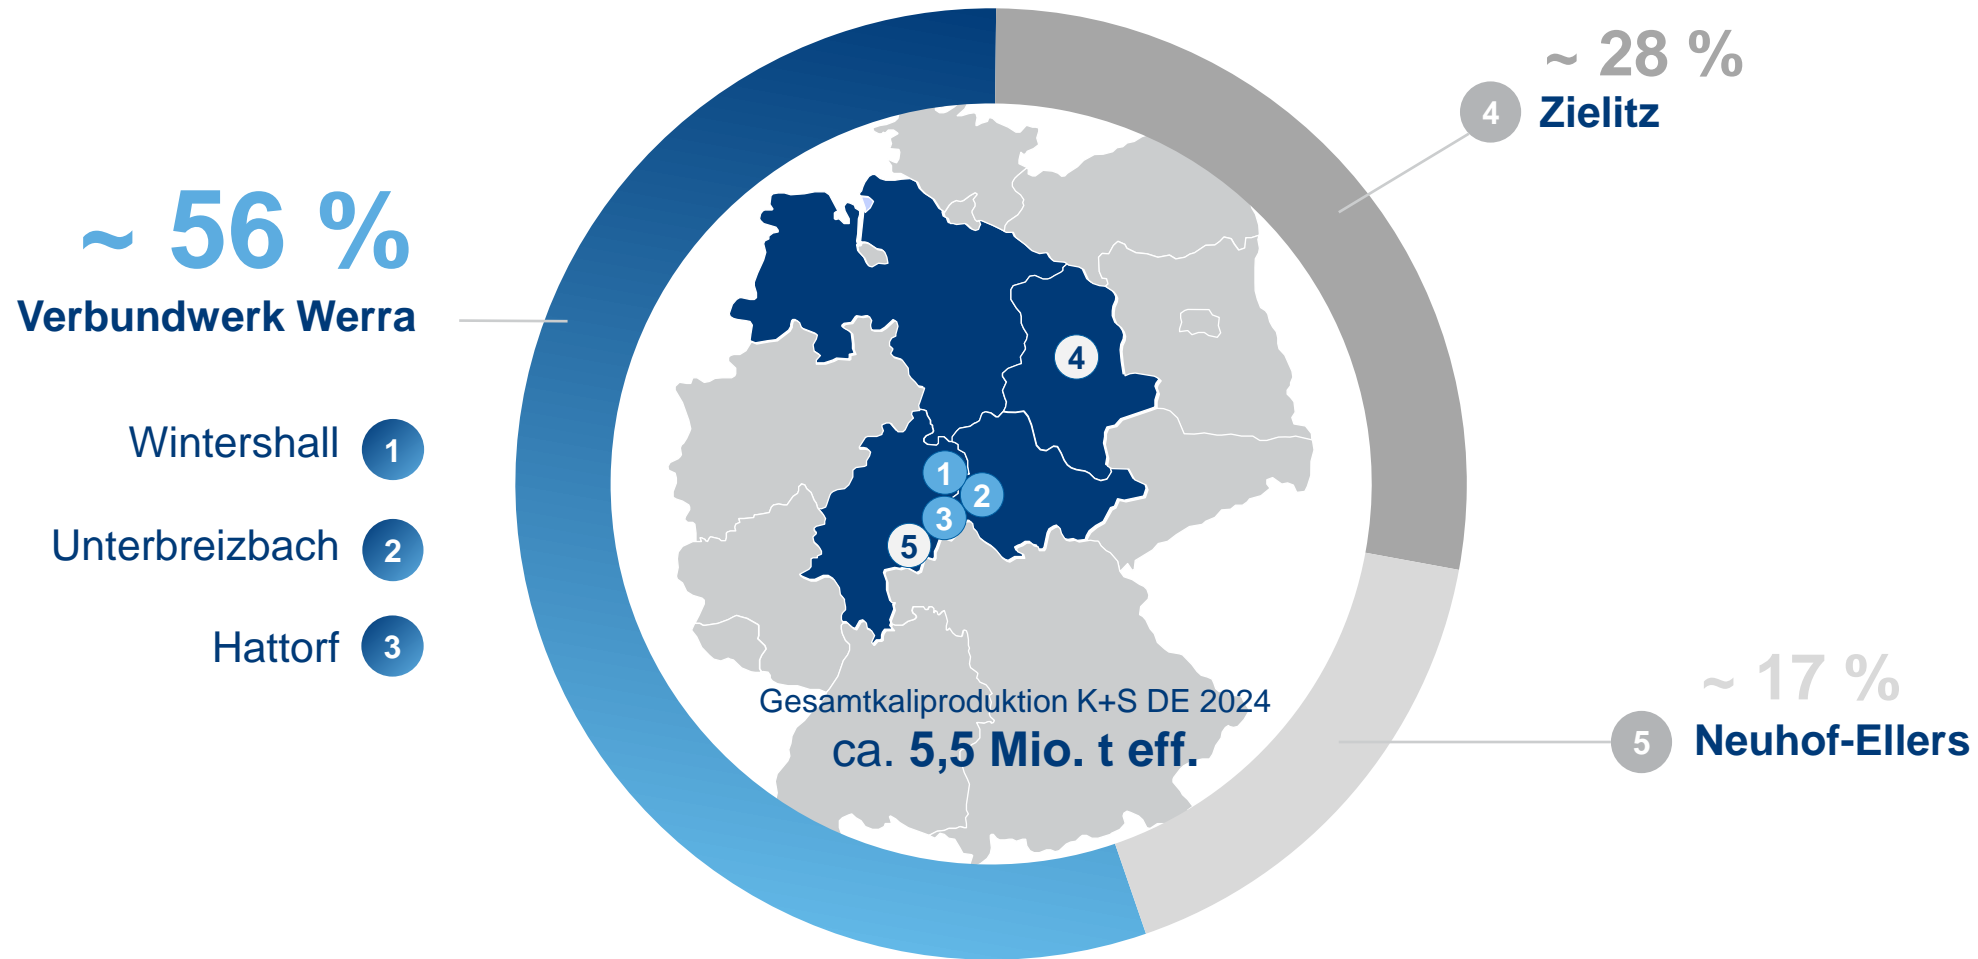 ~ 56 %
Verbundwerk Werra
Wintershall 1
Unterbreizbach 2
Hattorf 3
~ 28 %
4 Zielitz
4
1
2
3
5
Gesamtkaliproduktion K+S DE 2024
ca. 5,5 Mio. t eff.
~ 17 %
5 Neuhof-Ellers